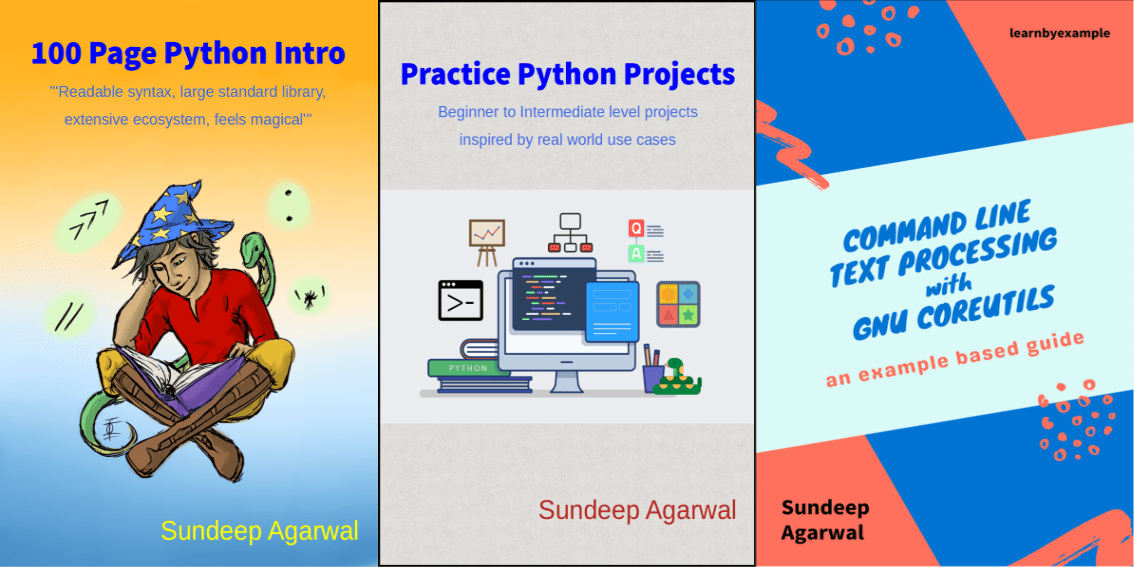 100 Page Python Intro
'''Readable syntax, large standard library,
extensive ecosystem, feels magical'''
>>>
:
//
'*'
Sundeep Agarwal
Practice Python Projects
Beginner to Intermediate level projects
inspired by real world use cases
Q
A
>-
PYTHON
Sundeep Agarwal
learnbyexample
COMMAND LINE
TEXT PROCESSING
with
GNU COREUTILS
an example based guide
Sundeep
Agarwal